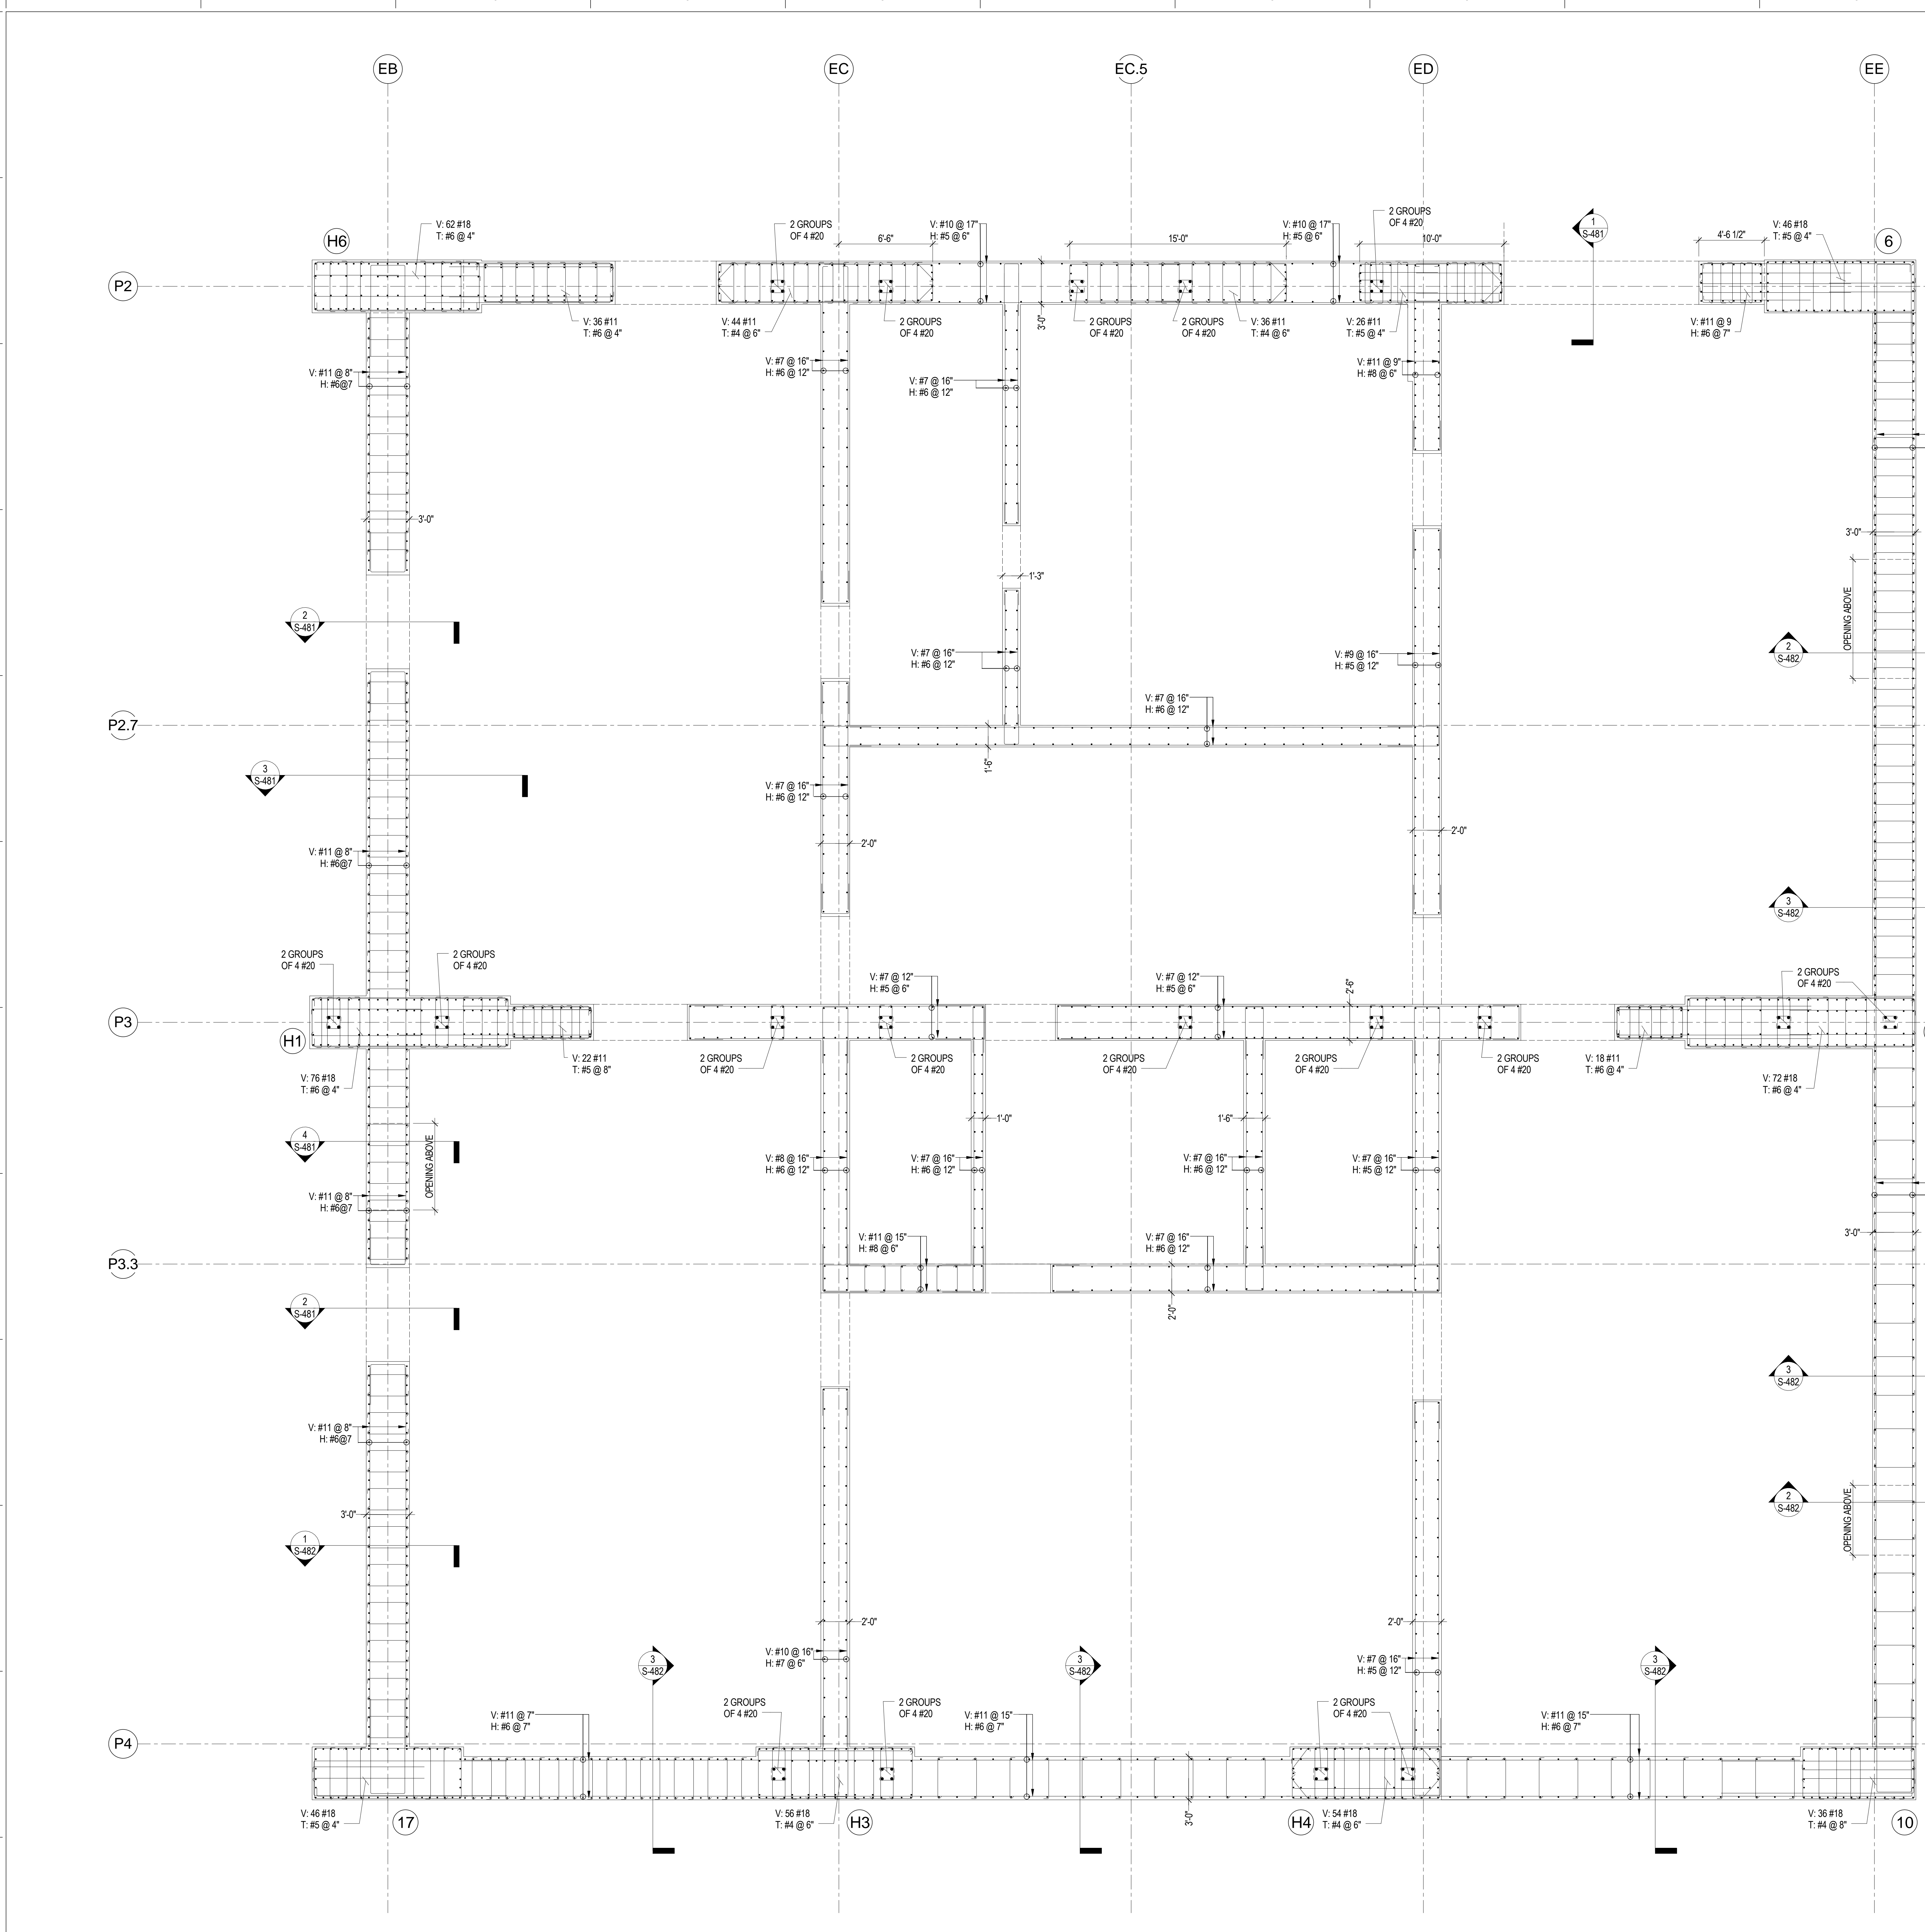 EB
EC
EC.5
ED
EE
V: 62 #18
T: #6 @ 4"
2 GROUPS
OF 4 #20
6'-6"
V: #10 @ 17"
H: #5 @ 6"
15'-0"
V: #10 @ 17"
H: #5 @ 6"
2 GROUPS
OF 4 #20
10'-0"
1
S-481
4'-6 1/2"
V: 46 #18
T: #5 @ 4"
H6
6
P2
V: 36 #11
T: #6 @ 4"
V: 44 #11
T: #4 @ 6"
2 GROUPS
OF 4 #20
3'-0"
2 GROUPS
OF 4 #20
2 GROUPS
OF 4 #20
V: 36 #11
T: #4 @ 6"
V: 26 #11
T: #5 @ 4"
V: #11 @ 9
H: #6 @ 7"
V: #11 @ 8"
H: #6@7
V: #7 @ 16"
H: #6 @ 12"
V: #7 @ 16"
H: #6 @ 12"
V: #11 @ 9"
H: #8 @ 6"
3'-0"
3'-0"
1'-3"
OPENING ABOVE
2
S-481
V: #7 @ 16"
H: #6 @ 12"
V: #9 @ 16"
H: #5 @ 12"
2
S-482
V: #7 @ 16"
H: #6 @ 12"
P2.7
1'-6"
3
S-481
V: #7 @ 16"
H: #6 @ 12"
2'-0"
2'-0"
V: #11 @ 8"
H: #6@7
3
S-482
2 GROUPS
OF 4 #20
2 GROUPS
OF 4 #20
V: #7 @ 12"
H: #5 @ 6"
V: #7 @ 12"
H: #5 @ 6"
2'-6"
2 GROUPS
OF 4 #20
P3
H1
V: 76 #18
T: #6 @ 4"
V: 22 #11
T: #5 @ 8"
2 GROUPS
OF 4 #20
2 GROUPS
OF 4 #20
2 GROUPS
OF 4 #20
2 GROUPS
OF 4 #20
2 GROUPS
OF 4 #20
V: 18 #11
T: #6 @ 4"
V: 72 #18
T: #6 @ 4"
1'-0"
1'-6"
4
S-481
OPENING ABOVE
V: #8 @ 16"
H: #6 @ 12"
V: #7 @ 16"
H: #6 @ 12"
V: #7 @ 16"
H: #6 @ 12"
V: #7 @ 16"
H: #5 @ 12"
V: #11 @ 8"
H: #6@7
V: #11 @ 15"
H: #8 @ 6"
V: #7 @ 16"
H: #6 @ 12"
3'-0"
P3.3
2
S-481
2'-0"
3
S-482
V: #11 @ 8"
H: #6@7
3'-0"
2
S-482
OPENING ABOVE
1
S-482
2'-0"
2'-0"
V: #10 @ 16"
H: #7 @ 6"
V: #7 @ 16"
H: #5 @ 12"
3
S-482
3
S-482
3
S-482
2 GROUPS
OF 4 #20
2 GROUPS
OF 4 #20
2 GROUPS
OF 4 #20
V: #11 @ 7"
H: #6 @ 7"
V: #11 @ 15"
H: #6 @ 7"
V: #11 @ 15"
H: #6 @ 7"
P4
V: 46 #18
T: #5 @ 4"
17
V: 56 #18
T: #4 @ 6"
H3
3'-0"
H4
V: 54 #18
T: #4 @ 6"
V: 36 #18
T: #4 @ 8"
10